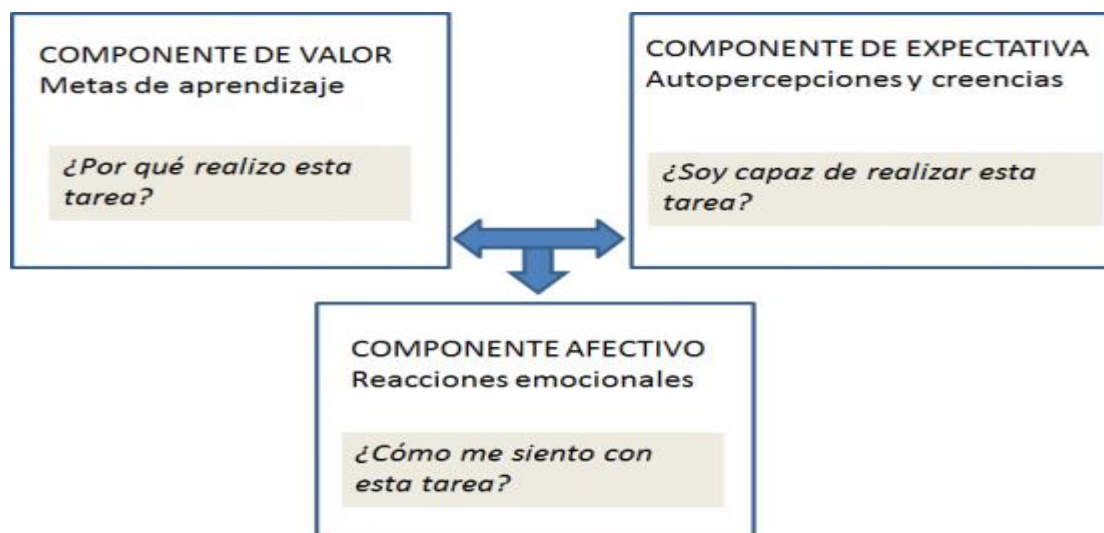 COMPONENTE DE VALOR
Metas de aprendizaje
¿Por qué realizo esta
tarea?
COMPONENTE DE EXPECTATIVA
Autopercepciones y creencias
¿Soy capaz de realizar esta
tarea?
COMPONENTE AFECTIVO
Reacciones emocionales
¿Cómo me siento con
esta tarea?